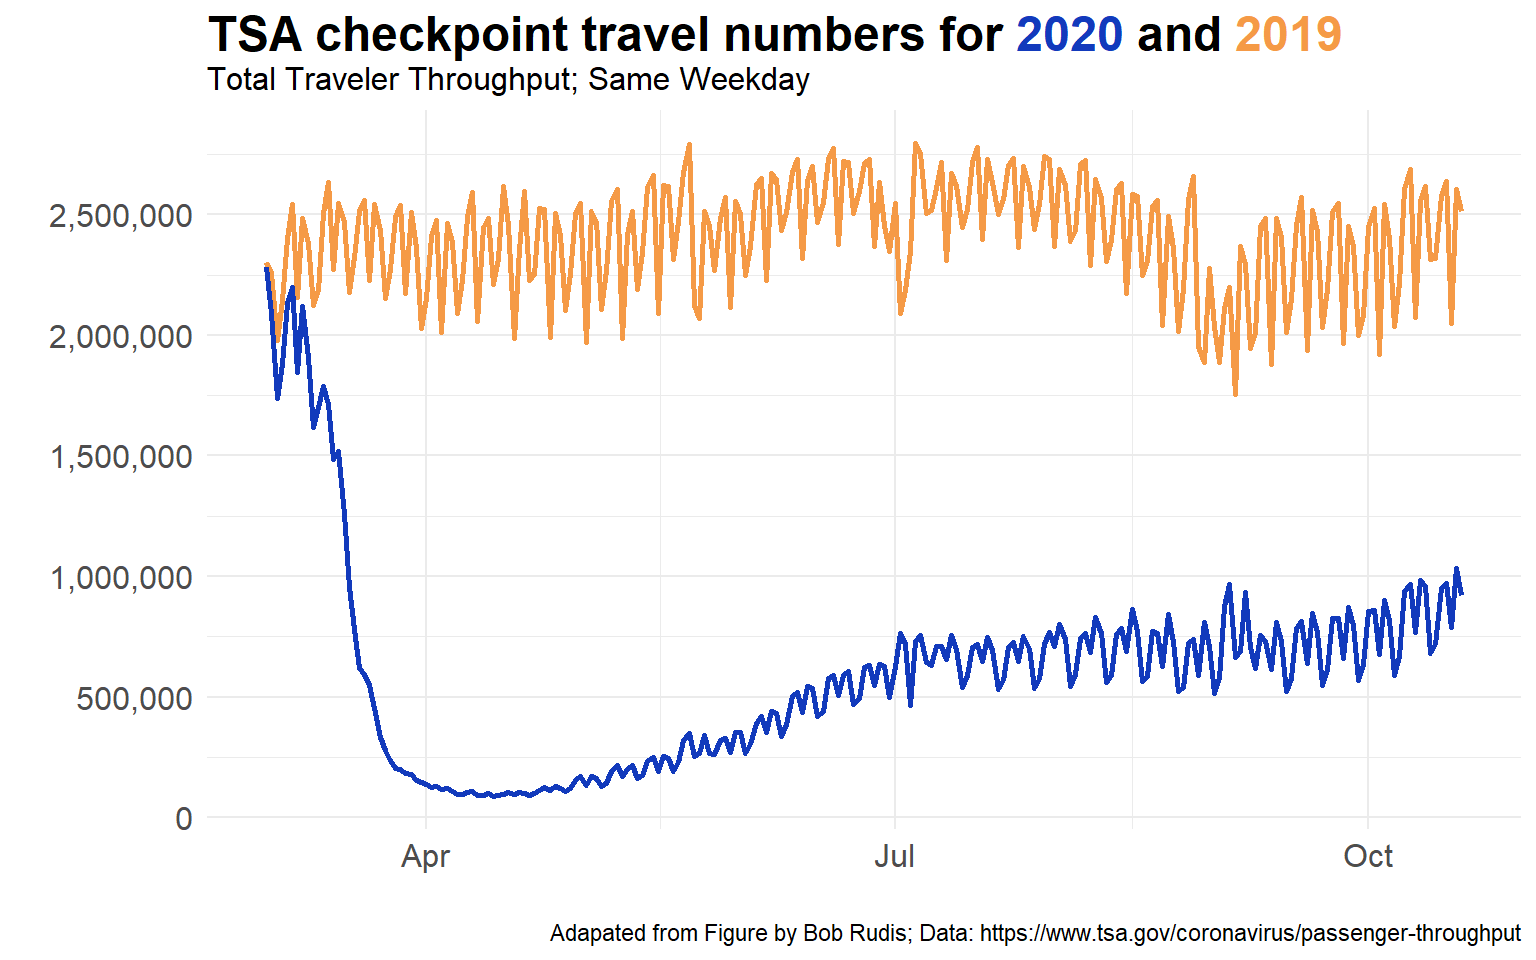 TSA checkpoint travel numbers for 2020 and 2019
Total Traveler Throughput; Same Weekday
2,500,000
2,000,000
1,500,000
1,000,000
500,000
0
Apr Jul Oct
Adapated from Figure by Bob Rudis; Data: https://www.tsa.gov/coronavirus/passenger-throughput